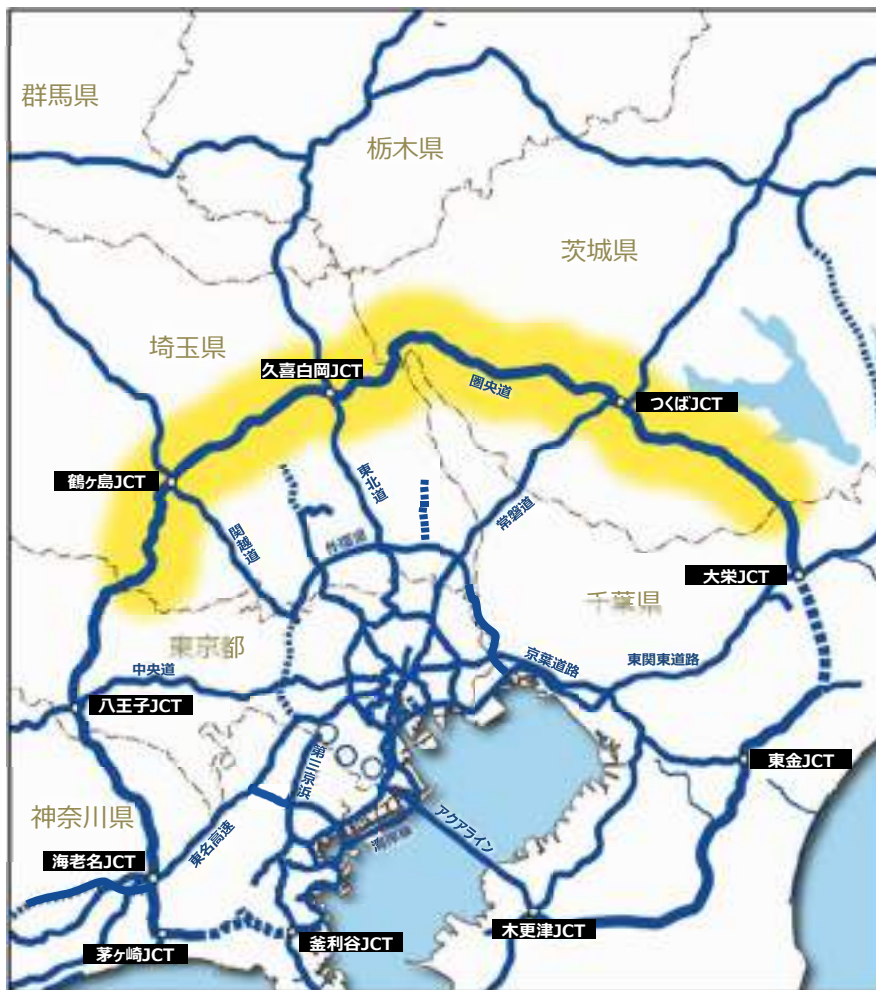 群馬県
栃木県
茨城県
埼玉県
久喜白岡JCT
圏央道
つくばJCT
鶴ヶ島JCT
東北道
関越道
常磐道
外環道
大栄JCT
千葉県
東京都
中央道
京葉道路
東関東道路
八王子JCT
第三京浜
東金JCT
神奈川県
アクアライン
東名高速
海老名JCT
木更津JCT
釜利谷JCT
茅ヶ崎JCT